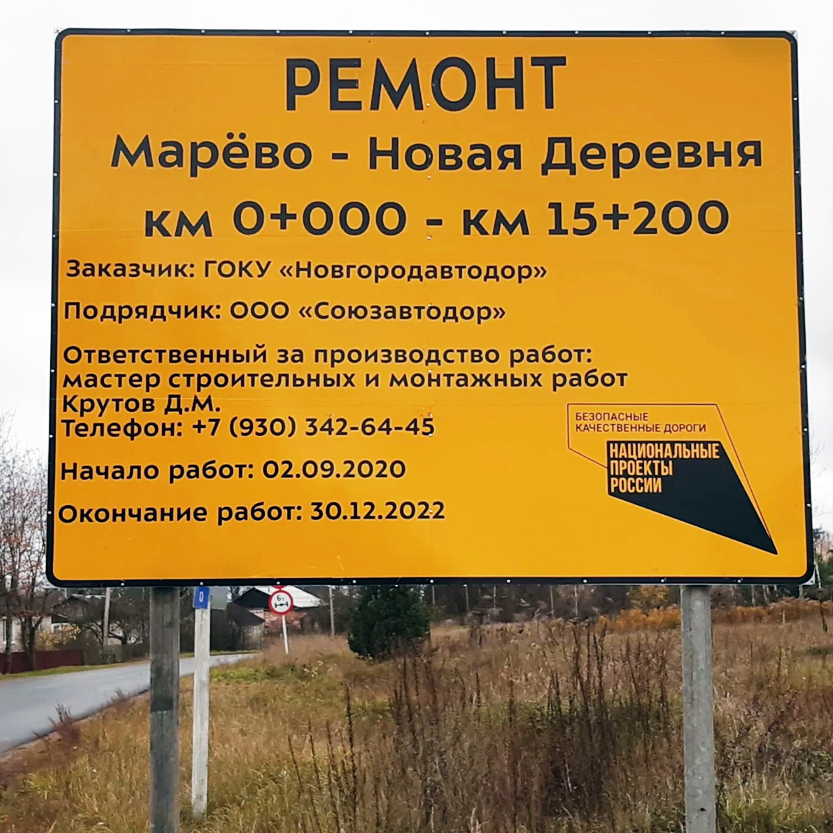 РЕМОНТ
Марёво - Новая Деревня
км 0+000 - км 15+200
Заказчик: ГОКУ «Новгородавтодор»
Подрядчик: ООО «Союзавтодор»
Ответственный за производство работ:
мастер строительных и монтажных работ
Крутов Д.М.
Телефон: +7 (930) 342-64-45
Начало работ: 02.09.2020
Окончание работ: 30.12.2022
БЕЗОПАСНЫЕ
КАЧЕСТВЕННЫЕ ДОРОГИ
НАЦИОНАЛЬНЫЕ
ПРОЕКТЫ
РОССИИ
0